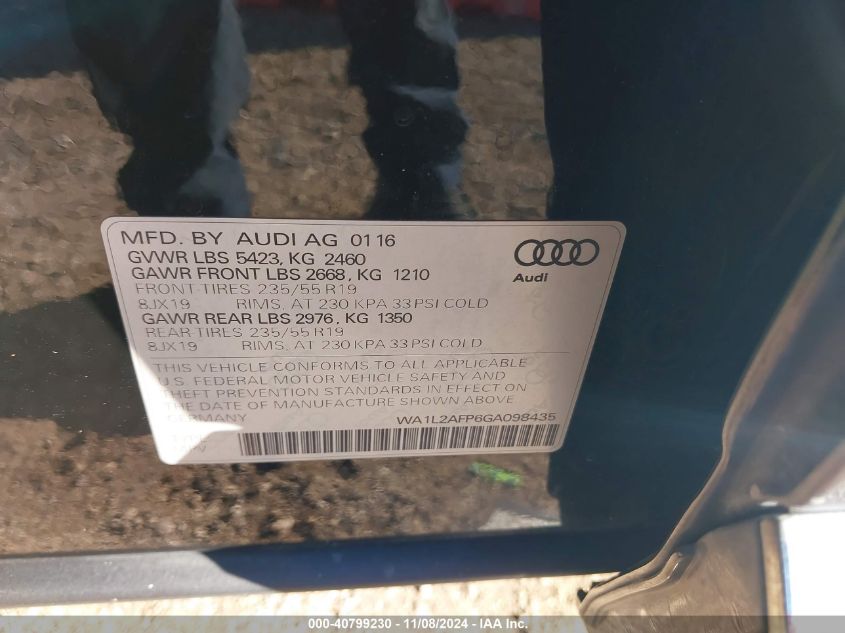 MFD. BY AUDI AG 01 16
GVWR LBS 5423, KG 2460
GAWR FRONT LBS 2668, KG 1210
FRONT-TIRES 235/55 R19
8JX19 RIMS, AT 230 KPA 33 PSI COLD
GAWR REAR LBS 2976, KG 1350
REAR TIRES 235/55 R19
8JX19 RIMS, AT 230 KPA 33 PSI COLD
Audi
THIS VEHICLE CONFORMS TO ALL APPLICABLE
U.S. FEDERAL MOTOR VEHICLE SAFETY AND
THEFT PREVENTION STANDARDS IN EFFECT ON
THE DATE OF MANUFACTURE SHOWN ABOVE
GERMANY WA1L2AFP6GA098435
TYPE
000-40799230 - 11/08/2024 - IAA Inc.